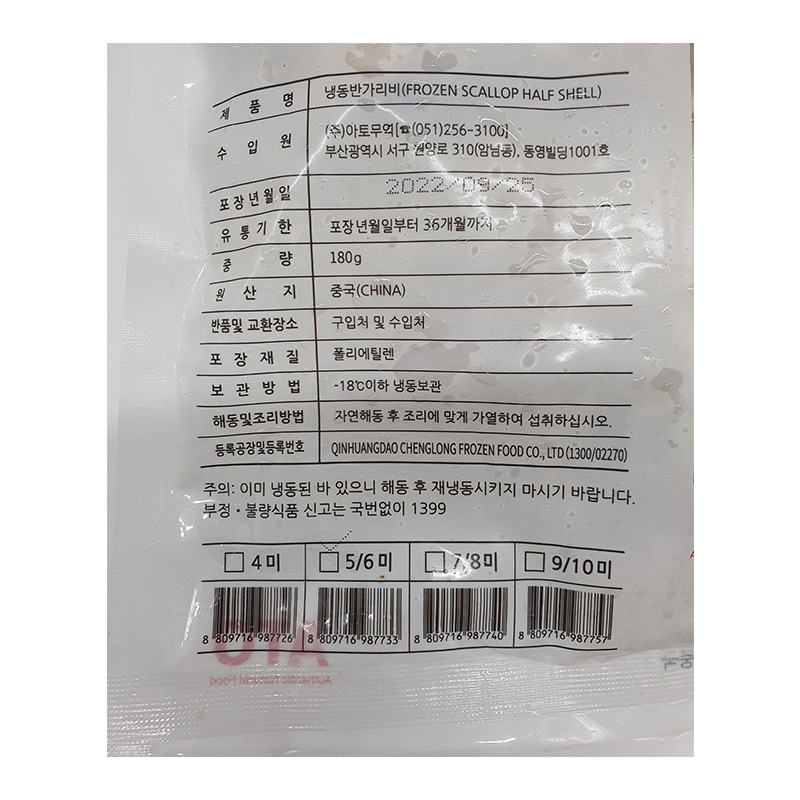 제품명 냉동반가리비(FROZEN SCALLOP HALF SHELL)
수입원 (주)아토무역[☎(051)256-3100]
부산광역시 서구 원양로 310(암남동), 동영빌딩1001호
포장년월일 2022/09/25
유통기한 포장년월일부터 36개월까지
중량 180g
원산지 중국(CHINA)
반품및 교환장소 구입처 및 수입처
포장재질 폴리에틸렌
보관방법 -18℃이하 냉동보관
해동및조리방법 자연해동 후 조리에 맞게 가열하여 섭취하십시오.
등록공장및등록번호 QINHUANGDAO CHENGLONG FROZEN FOOD CO., LTD (1300/02270)
주의: 이미 냉동된 바 있으니 해동 후 재냉동시키지 마시기 바랍니다.
부정・불량식품 신고는 국번없이 1399
□ 4미 □ 5/6미 □ 7/8미 □ 9/10미
8 809716 987726 8 809716 987733 8 809716 987740 8 809716 987757
ATO
Authentic Natural Food